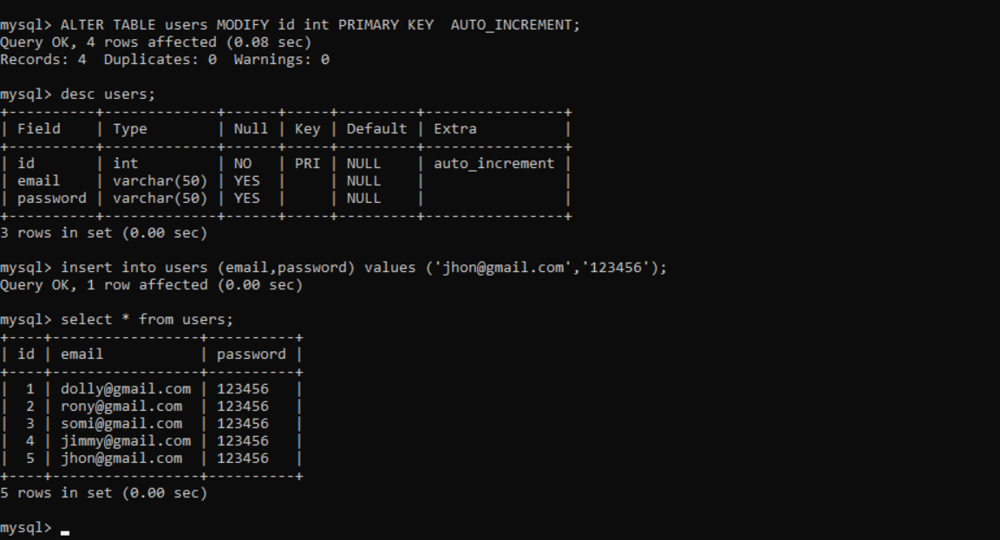 mysql> ALTER TABLE users MODIFY id int PRIMARY KEY  AUTO_INCREMENT;
Query OK, 4 rows affected (0.08 sec)
Records: 4  Duplicates: 0  Warnings: 0
mysql> desc users;
+----------+-------------+------+-----+---------+----------------+
| Field    | Type        | Null | Key | Default | Extra          |
+----------+-------------+------+-----+---------+----------------+
| id       | int         | NO   | PRI | NULL    | auto_increment |
| email    | varchar(50) | YES  |     | NULL    |                |
| password | varchar(50) | YES  |     | NULL    |                |
+----------+-------------+------+-----+---------+----------------+
3 rows in set (0.00 sec)
mysql> insert into users (email,password) values ('jhon@gmail.com','123456');
Query OK, 1 row affected (0.00 sec)
mysql> select * from users;
+----+-----------------+----------+
| id | email           | password |
+----+-----------------+----------+
|  1 | dolly@gmail.com | 123456   |
|  2 | rony@gmail.com  | 123456   |
|  3 | somi@gmail.com  | 123456   |
|  4 | jimmy@gmail.com | 123456   |
|  5 | jhon@gmail.com  | 123456   |
+----+-----------------+----------+
5 rows in set (0.00 sec)
mysql> _